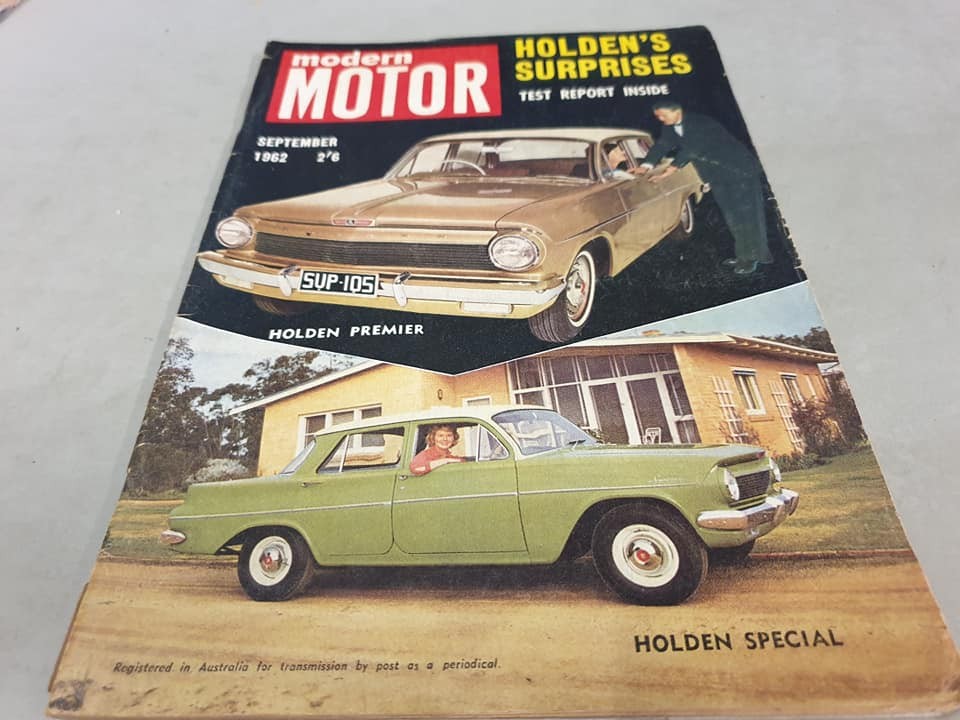 modern
MOTOR
HOLDEN'S
SURPRISES
TEST REPORT INSIDE
SEPTEMBER
1962 2'6
SVP·105
HOLDEN PREMIER
HOLDEN SPECIAL
Registered in Australia for transmission by post as a periodical.